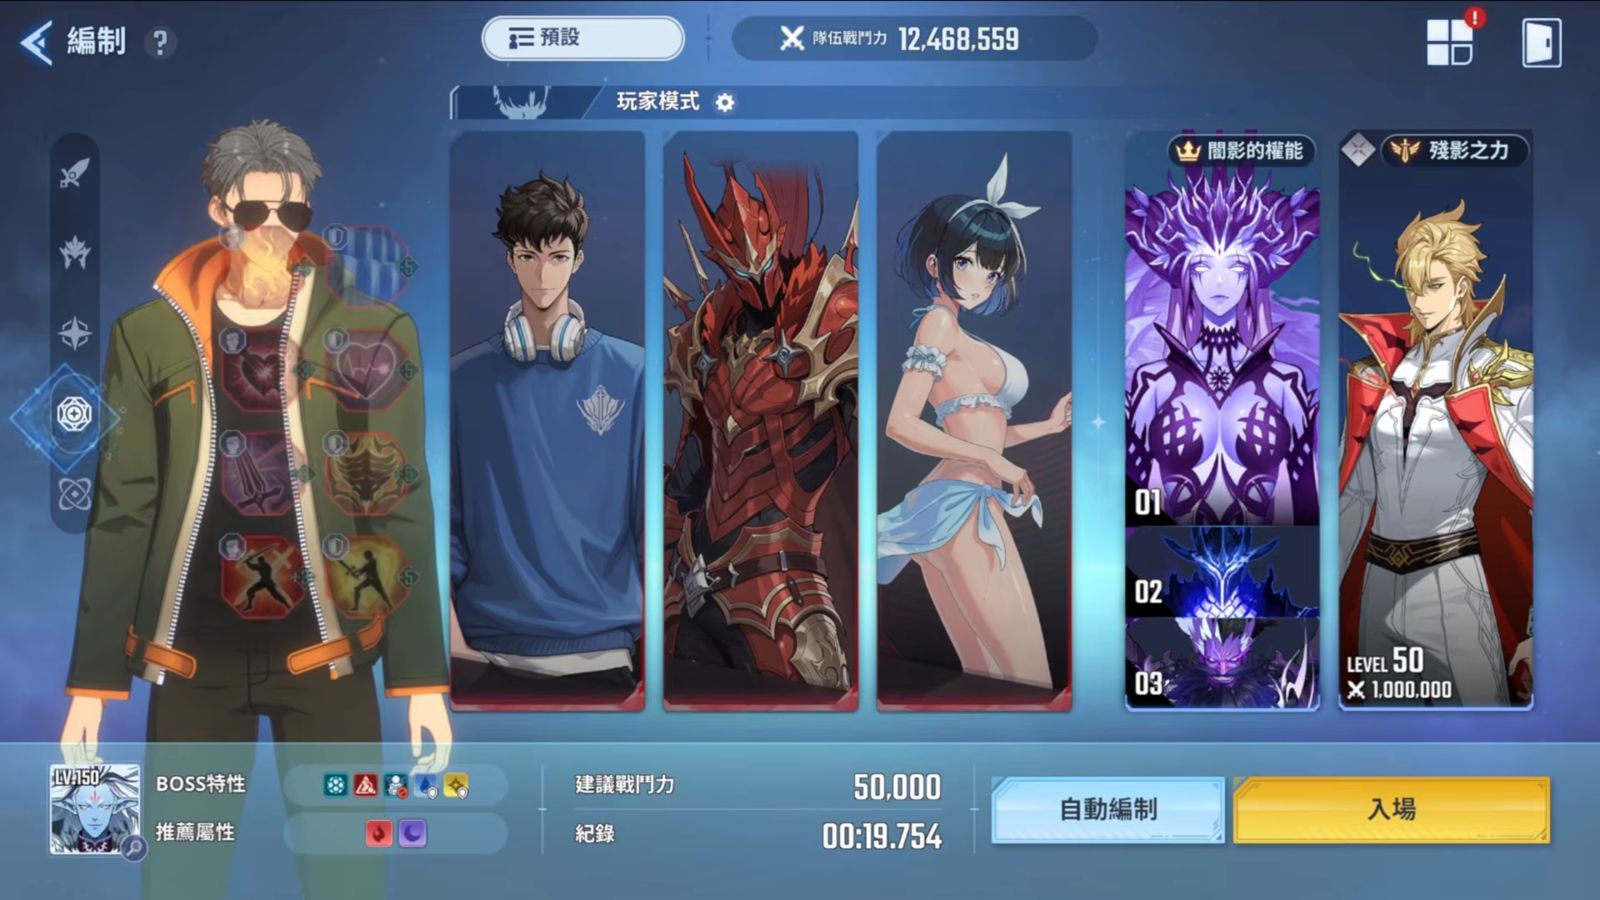 編制
?
預設
隊伍戰鬥力 12,468,559
!
玩家模式
闇影的權能
01
02
03
殘影之力
LEVEL 50
1,000,000
LV.150
BOSS特性
推薦屬性
建議戰鬥力 50,000
紀錄 00:19.754
自動編制
入場